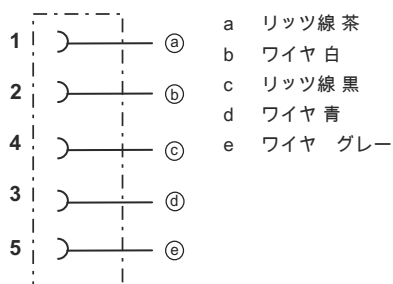 1 ⓐ
2 ⓑ
4 ⓒ
3 ⓓ
5 ⓔ
a リッツ線 茶
b ワイヤ 白
c リッツ線 黒
d ワイヤ 青
e ワイヤ　グレー